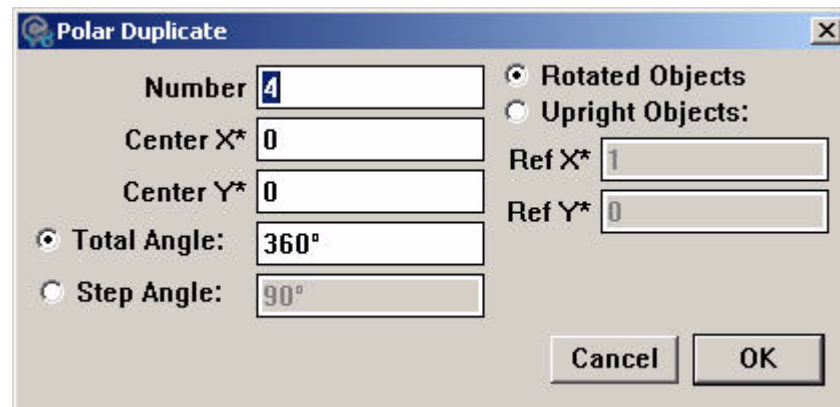 Polar Duplicate
Number 4
Center X* 0
Center Y* 0
Total Angle: 360°
Step Angle: 90°
Rotated Objects
Upright Objects:
Ref X* 1
Ref Y* 0
Cancel OK